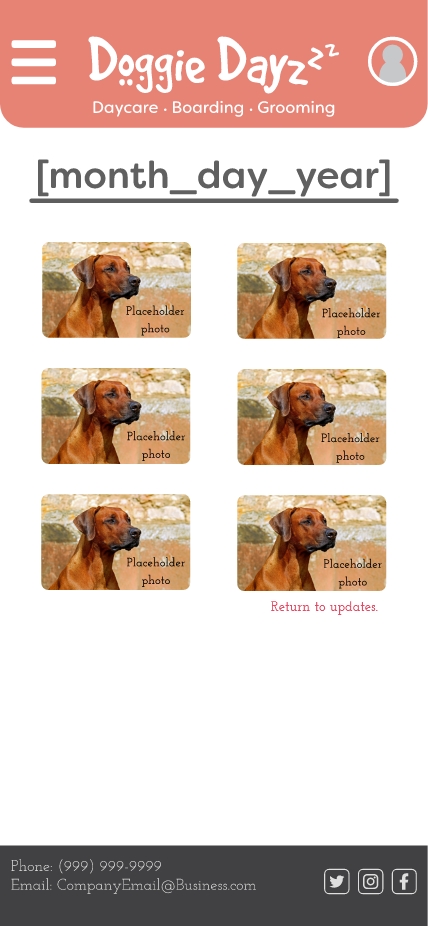 Doggie Dayzzzz
Daycare · Boarding · Grooming
[month_day_year]
Placeholder
photo
Placeholder
photo
Placeholder
photo
Placeholder
photo
Placeholder
photo
Placeholder
photo
Return to updates.
Phone: (999) 999-9999
Email: CompanyEmail@Business.com